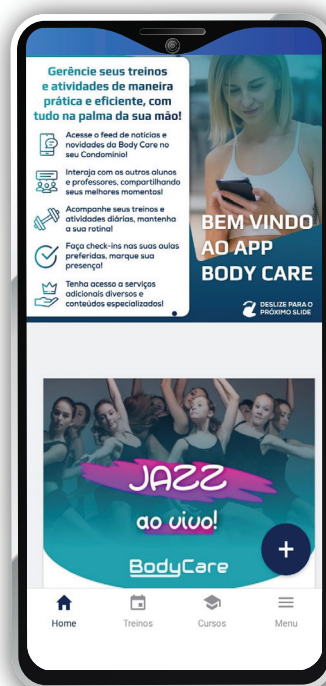 Gerêncie seus treinos
e atividades de maneira
prática e eficiente, com
tudo na palma da sua mão!
Acesse o feed de notícias e
novidades da Body Care no
seu Condomínio!
Interaja com os outros alunos
e professores, compartilhando
seus melhores momentos!
Acompanhe seus treinos e
atividades diárias, mantenha
a sua rotina!
Faça check-ins nas suas aulas
preferidas, marque sua
presença!
Tenha acesso a serviços
adicionais diversos e
conteúdos especializados!
BEM VINDO
AO APP
BODY CARE
DESLIZE PARA O
PRÓXIMO SLIDE
JAZZ
ao vivo!
BodyCare
+
Home
Treinos
Cursos
Menu